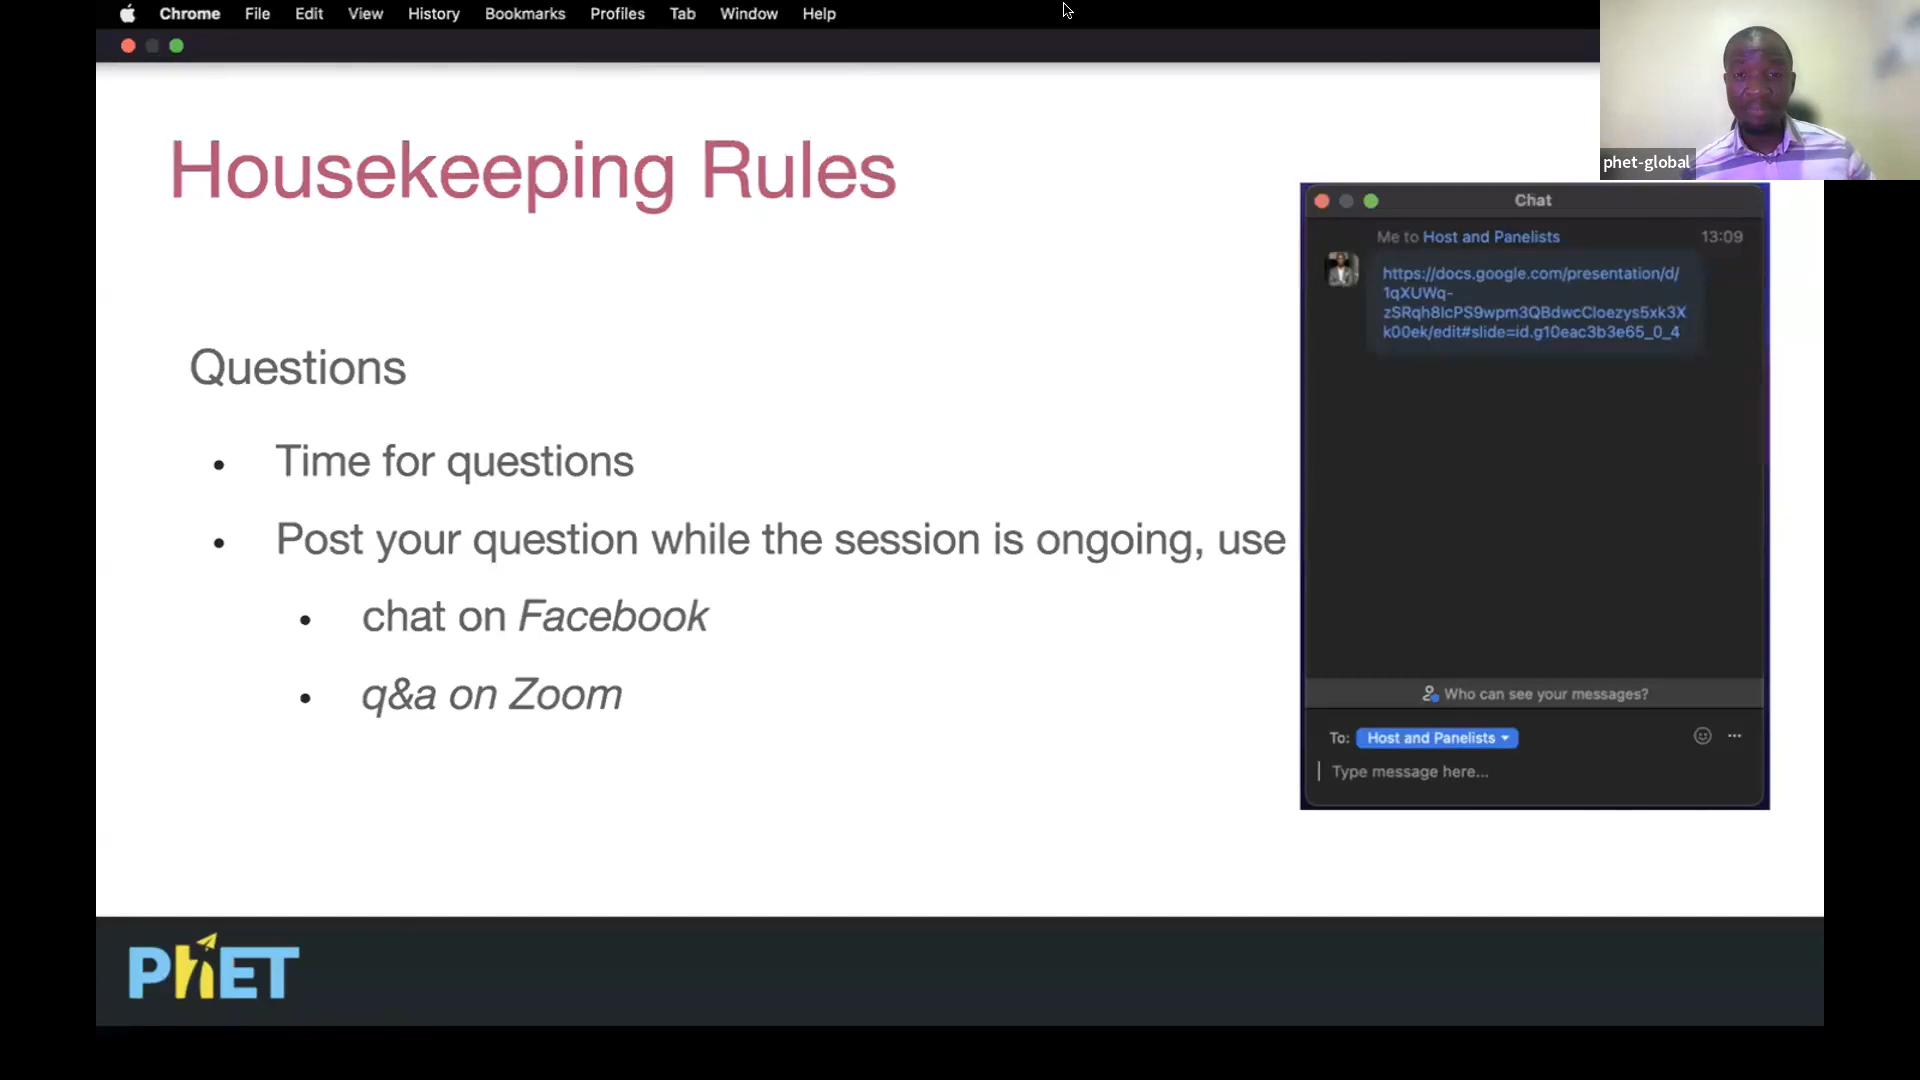 Chrome File Edit View History Bookmarks Profiles Tab Window Help
phet-global
Housekeeping Rules
Questions
• Time for questions
• Post your question while the session is ongoing, use
• chat on Facebook
• q&a on Zoom
Chat
Me to Host and Panelists 13:09
https://docs.google.com/presentation/d/
1qXUWq-
zSRqh8lcPS9wpm3QBdwcCloezys5xk3X
k00ek/edit#slide=id.g10eac3b3e65_0_4
Who can see your messages?
To: Host and Panelists
Type message here...
PhET